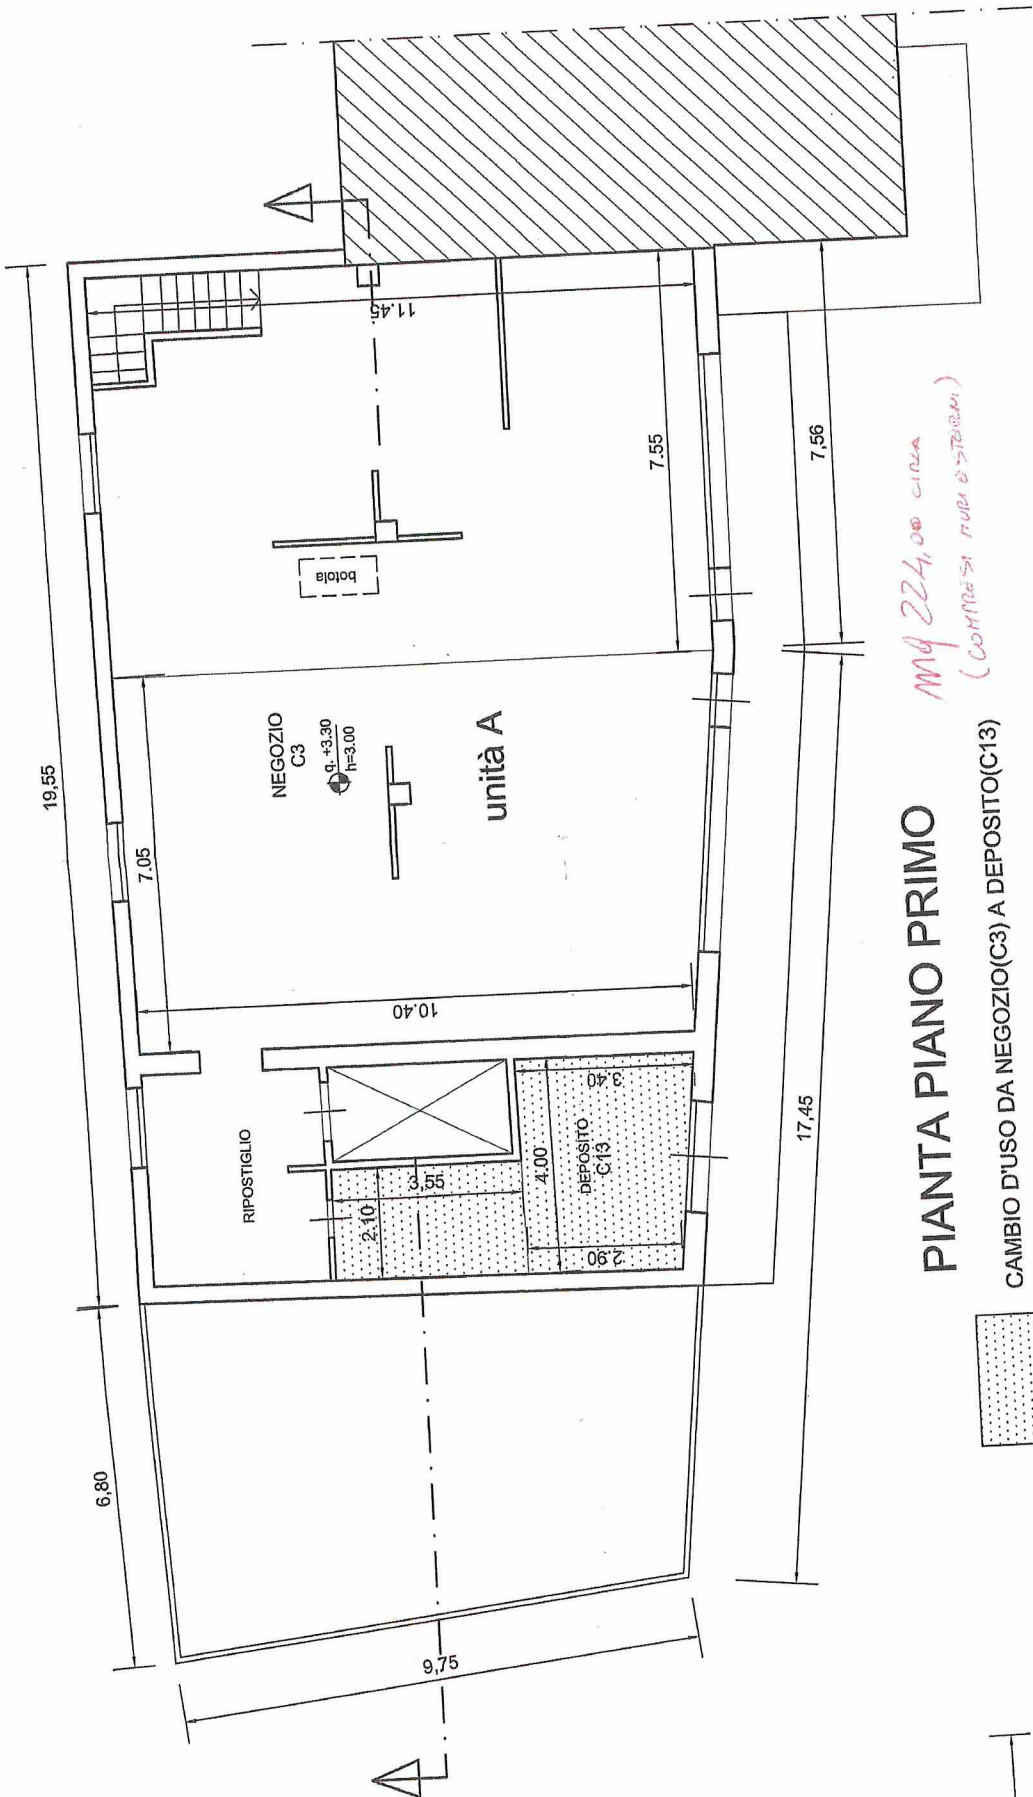 19,55
6,80
7.05
11.45
botola
NEGOZIO
C3
q. +3.30
h=3.00
unità A
7.55
7,56
10.40
RIPOSTIGLIO
3,55
2.10
4.00
3.40
DEPOSITO
C13
2.90
17,45
9,75
mq 224,00 circa
(COMPRESI MURI ESTERNI)
PIANTA PIANO PRIMO
CAMBIO D'USO DA NEGOZIO(C3) A DEPOSITO(C13)